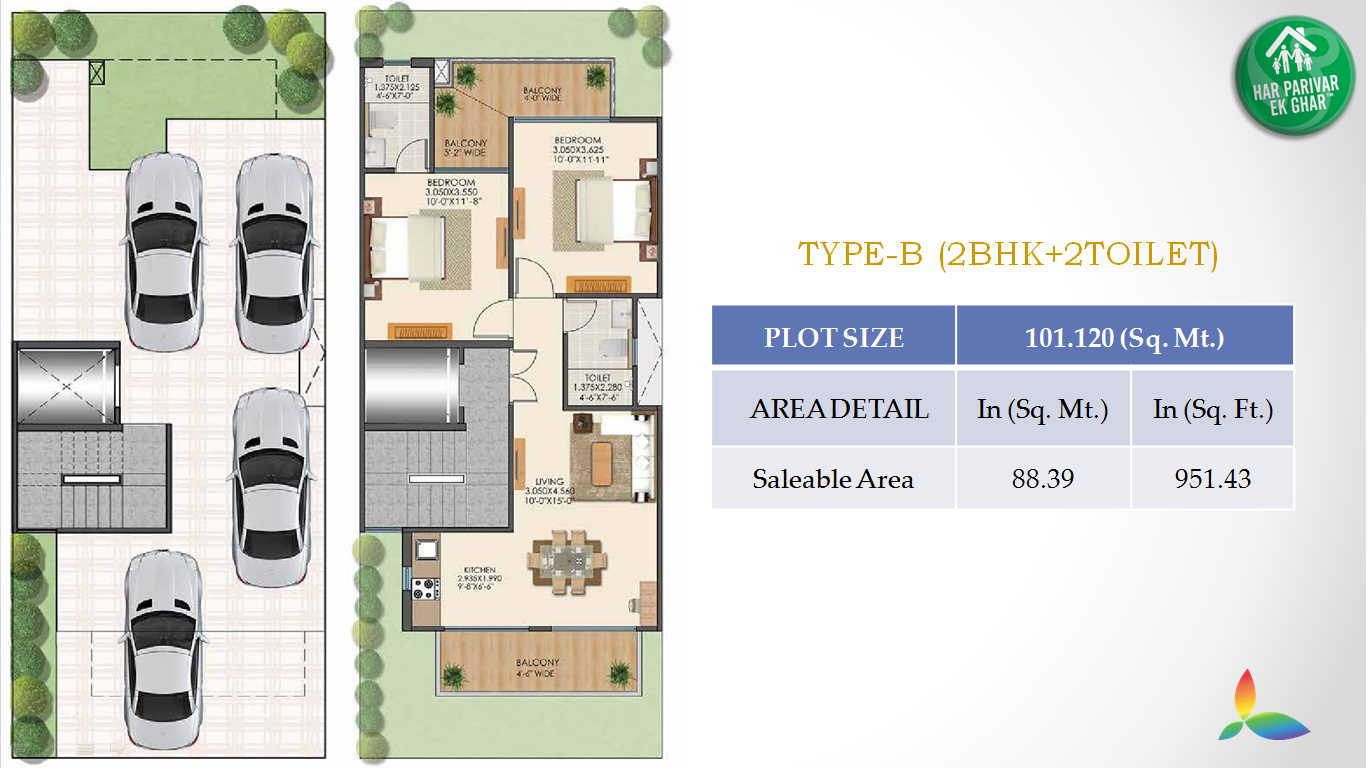 TOILET
1.375X2.125
4'-6"X7'-0"
BALCONY
4'-0" WIDE
BALCONY
5'-2" WIDE
BEDROOM
3.050X3.625
10'-0"X11'-11"
BEDROOM
3.050X3.550
10'-0"X11'-8"
TOILET
1.375X2.280
4'-6"X7'-6"
LIVING
3.050X4.560
10'-0"X15'-0"
KITCHEN
2.935X1.990
9'-8"X6'-6"
BALCONY
4'-6" WIDE
HAR PARIVAR
EK GHAR™
TYPE-B (2BHK+2TOILET)
PLOT SIZE 101.120 (Sq. Mt.)
AREA DETAIL In (Sq. Mt.) In (Sq. Ft.)
Saleable Area 88.39 951.43